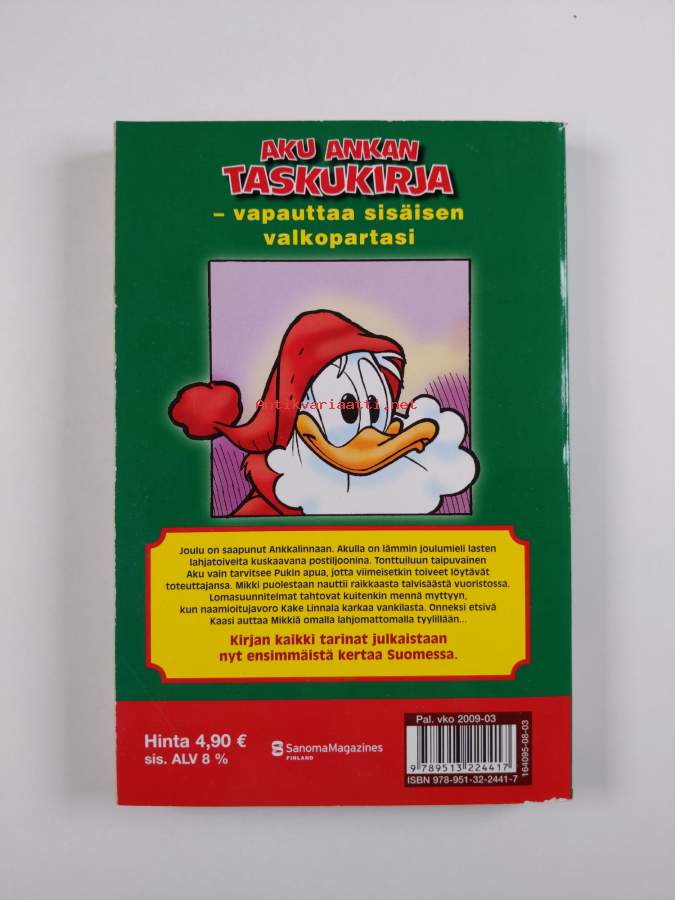 AKU ANKAN
TASKUKIRJA
– vapauttaa sisäisen
valkopartasi
Antikvariaatti.net
Joulu on saapunut Ankkalinnaan. Akulla on lämmin joulumieli lasten
lahjatoiveita kuskaavana postiljoonina. Tonttuiluun taipuvainen
Aku vain tarvitsee Pukin apua, jotta viimeisetkin toiveet löytävät
toteuttajansa. Mikki puolestaan nauttii raikkaasta talvisäästä vuoristossa.
Lomasuunnitelmat tahtovat kuitenkin mennä myttyyn,
kun naamioitujavoro Kake Linnala karkaa vankilasta. Onneksi etsivä
Kaasi auttaa Mikkiä omalla lahjomattomalla tyylillään...
Kirjan kaikki tarinat julkaistaan
nyt ensimmäistä kertaa Suomessa.
Hinta 4,90 €
sis. ALV 8 %
SanomaMagazines
FINLAND
Pal. vko 2009-03
9 789513 224417
ISBN 978-951-32-2441-7
164095-08-03